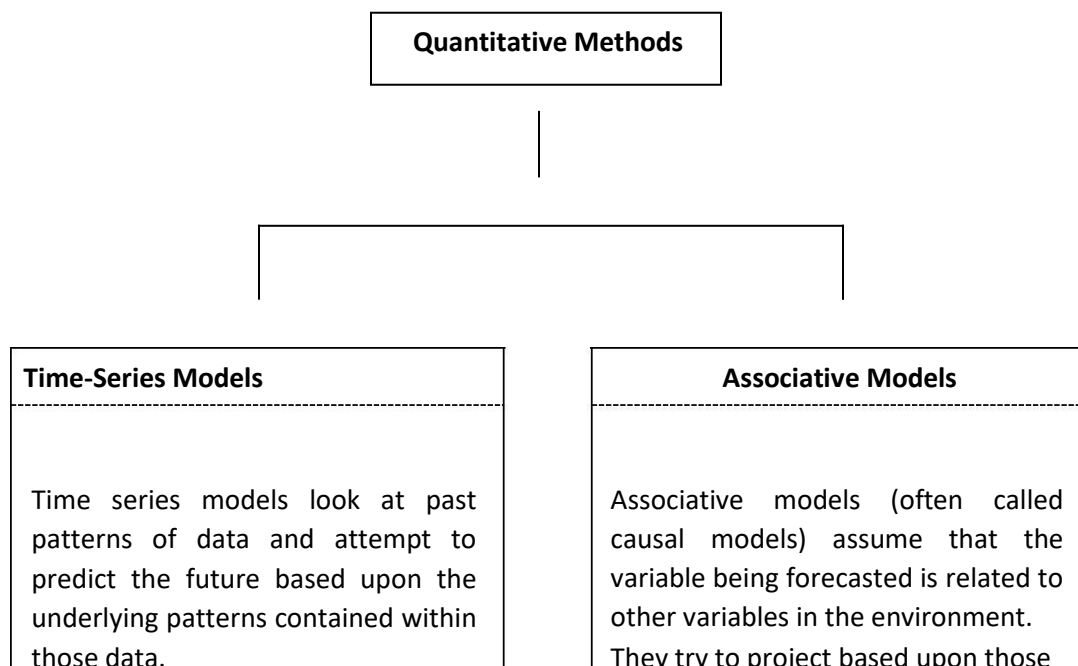 Quantitative Methods
Time-Series Models
Time series models look at past
patterns of data and attempt to
predict the future based upon the
underlying patterns contained within
those data.
Associative Models
Associative models (often called
causal models) assume that the
variable being forecasted is related to
other variables in the environment.
They try to project based upon those